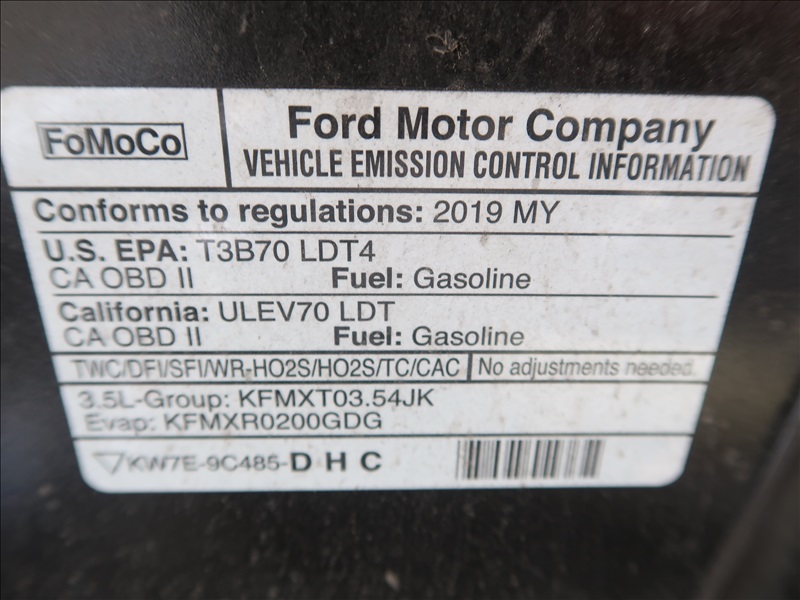 FoMoCo
Ford Motor Company
VEHICLE EMISSION CONTROL INFORMATION
Conforms to regulations: 2019 MY
U.S. EPA: T3B70 LDT4
CA OBD II Fuel: Gasoline
California: ULEV70 LDT
CA OBD II Fuel: Gasoline
TWC/DFI/SFI/WR-HO2S/HO2S/TC/CAC No adjustments needed.
3.5L-Group: KFMXT03.54JK
Evap: KFMXR0200GDG
KW7E-9C485-D H C